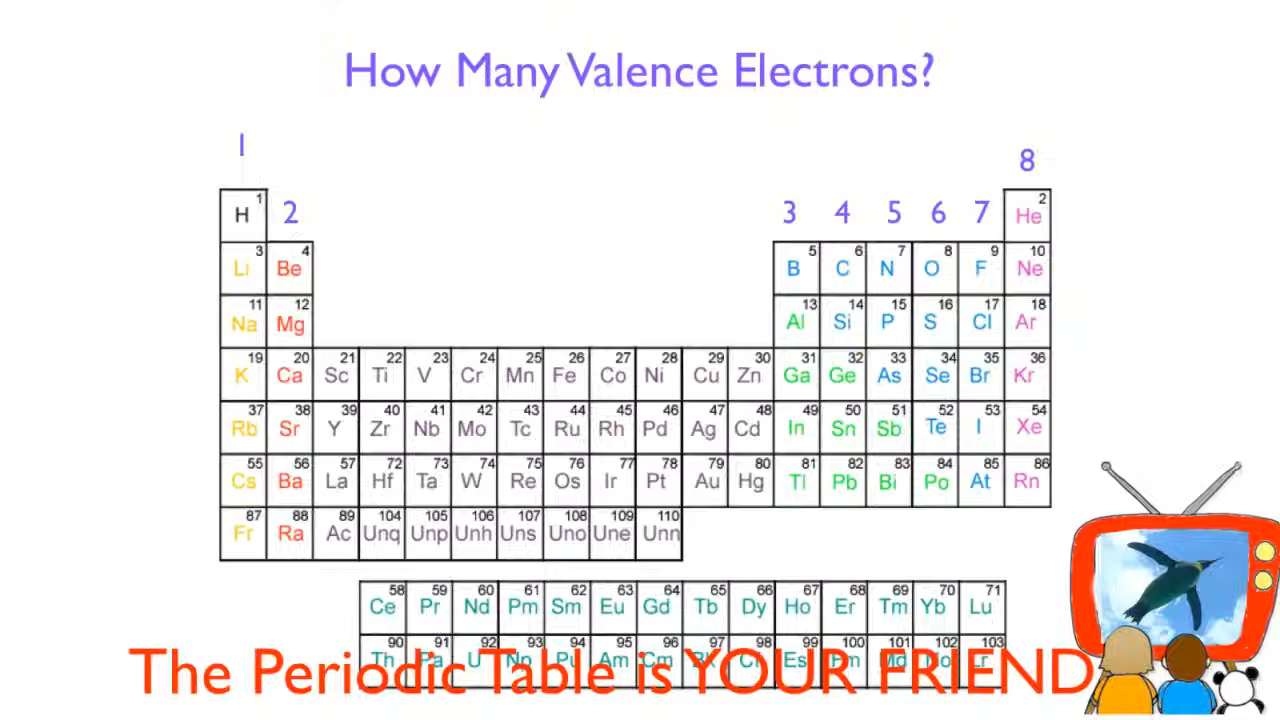 How Many Valence Electrons?
1
8
1 2
H 2 3 4 5 6 7 He
3 4 5 6 7 8 9 10
Li Be B C N O F Ne
11 12 13 14 15 16 17 18
Na Mg Al Si P S Cl Ar
19 20 21 22 23 24 25 26 27 28 29 30 31 32 33 34 35 36
K Ca Sc Ti V Cr Mn Fe Co Ni Cu Zn Ga Ge As Se Br Kr
37 38 39 40 41 42 43 44 45 46 47 48 49 50 51 52 53 54
Rb Sr Y Zr Nb Mo Tc Ru Rh Pd Ag Cd In Sn Sb Te I Xe
55 56 57 72 73 74 75 76 77 78 79 80 81 82 83 84 85 86
Cs Ba La Hf Ta W Re Os Ir Pt Au Hg Tl Pb Bi Po At Rn
87 88 89 104 105 106 107 108 109 110
Fr Ra Ac Unq Unp Unh Uns Uno Une Unn
58 59 60 61 62 63 64 65 66 67 68 69 70 71
Ce Pr Nd Pm Sm Eu Gd Tb Dy Ho Er Tm Yb Lu
90 91 92 93 94 95 96 97 98 99 100 101 102 103
Th Pa U Np Pu Am Cm Es Fm Md Lr
The Periodic Table is YOUR FRIEND